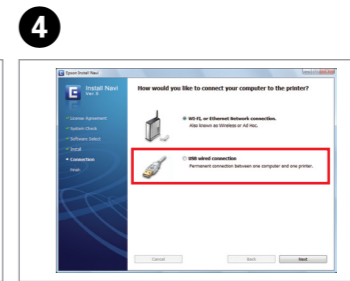 4
Epson Install Navi
E
Install Navi
Ver.
How would you like to connect your computer to the printer?
License Agreement
System Check
Software Select
Install
Connection
Next
Wi-Fi, or Ethernet Network connection.
Also known as Wireless or Ad Hoc.
USB wired connection
Permanent connection between one computer and one printer.
Cancel
Back
Next